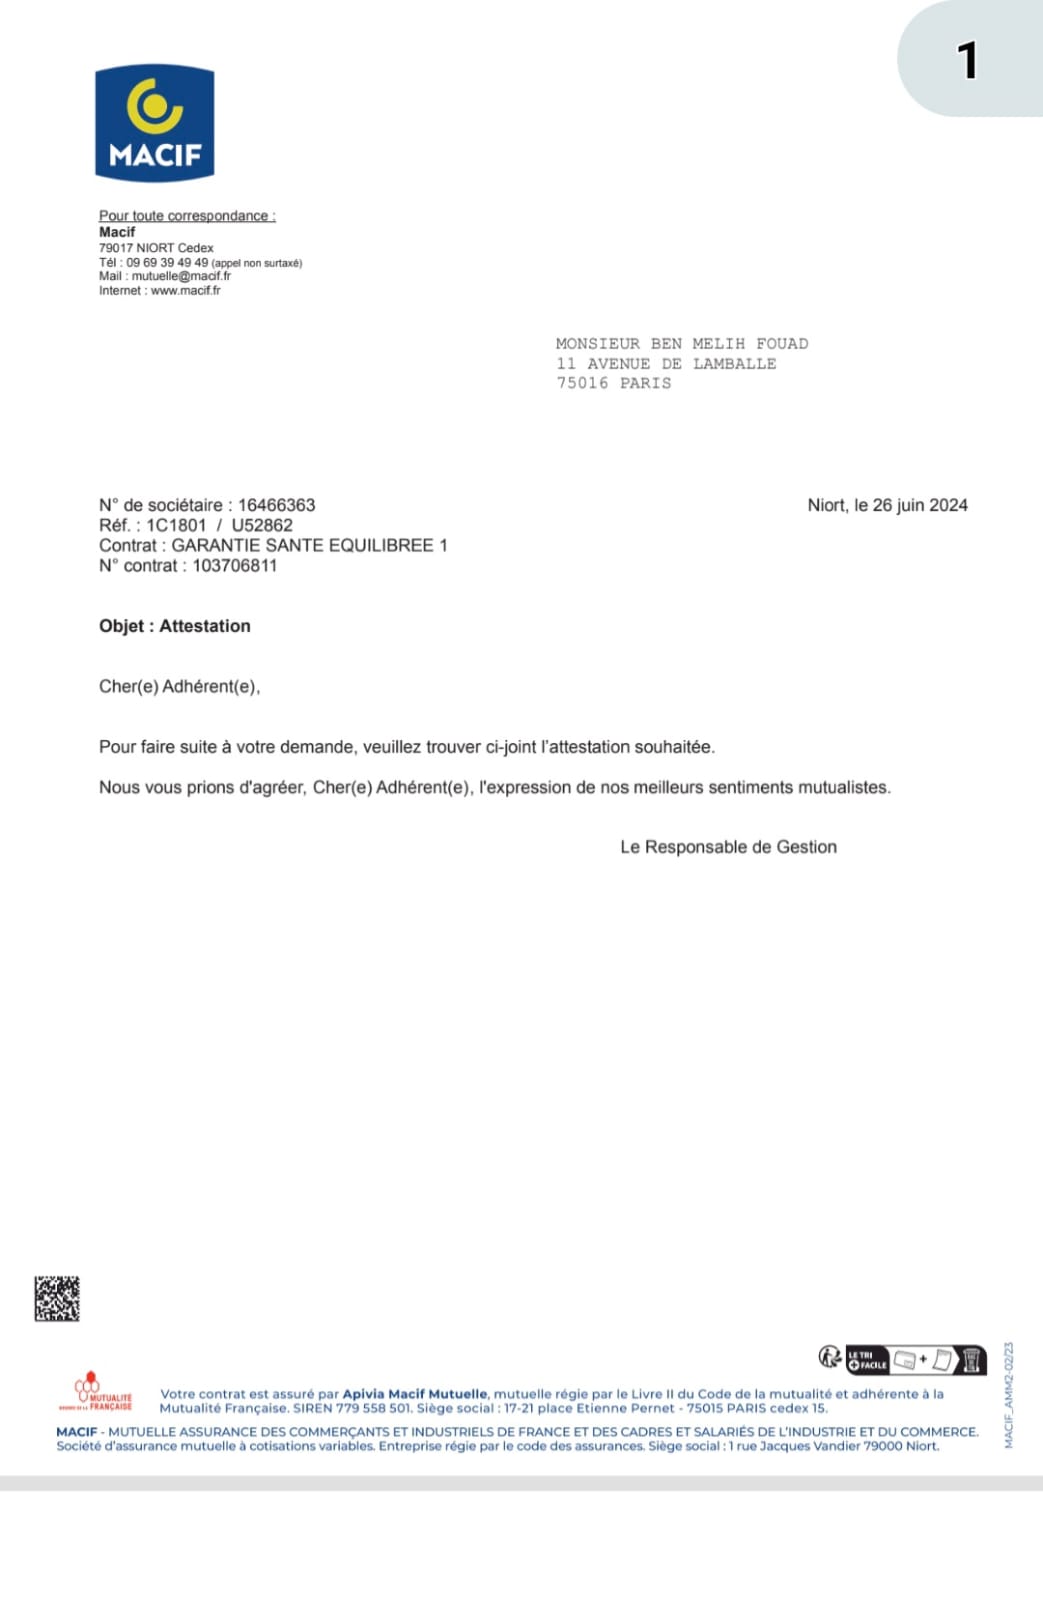 1
MACIF
Pour toute correspondance :
Macif
79017 NIORT Cedex
Tél : 09 69 39 49 49 (appel non surtaxé)
Mail : mutuelle@macif.fr
Internet : www.macif.fr
MONSIEUR BEN MELIH FOUAD
11 AVENUE DE LAMBALLE
75016 PARIS
N° de sociétaire : 16466363
Niort, le 26 juin 2024
Réf. : 1C1801 / U52862
Contrat : GARANTIE SANTE EQUILIBREE 1
N° contrat : 103706811
Objet : Attestation
Cher(e) Adhérent(e),
Pour faire suite à votre demande, veuillez trouver ci-joint l'attestation souhaitée.
Nous vous prions d'agréer, Cher(e) Adhérent(e), l'expression de nos meilleurs sentiments mutualistes.
Le Responsable de Gestion
LE TRI
+ FACILE
+
MUTUALITÉ
FRANÇAISE
Votre contrat est assuré par Apivia Macif Mutuelle, mutuelle régie par le Livre II du Code de la mutualité et adhérente à la
Mutualité Française. SIREN 779 558 501. Siège social : 17-21 place Etienne Pernet - 75015 PARIS cedex 15.
MACIF - MUTUELLE ASSURANCE DES COMMERÇANTS ET INDUSTRIELS DE FRANCE ET DES CADRES ET SALARIÉS DE L'INDUSTRIE ET DU COMMERCE.
Société d'assurance mutuelle à cotisations variables. Entreprise régie par le code des assurances. Siège social : 1 rue Jacques Vandier 79000 Niort.
MACIF_AMM2-02/23